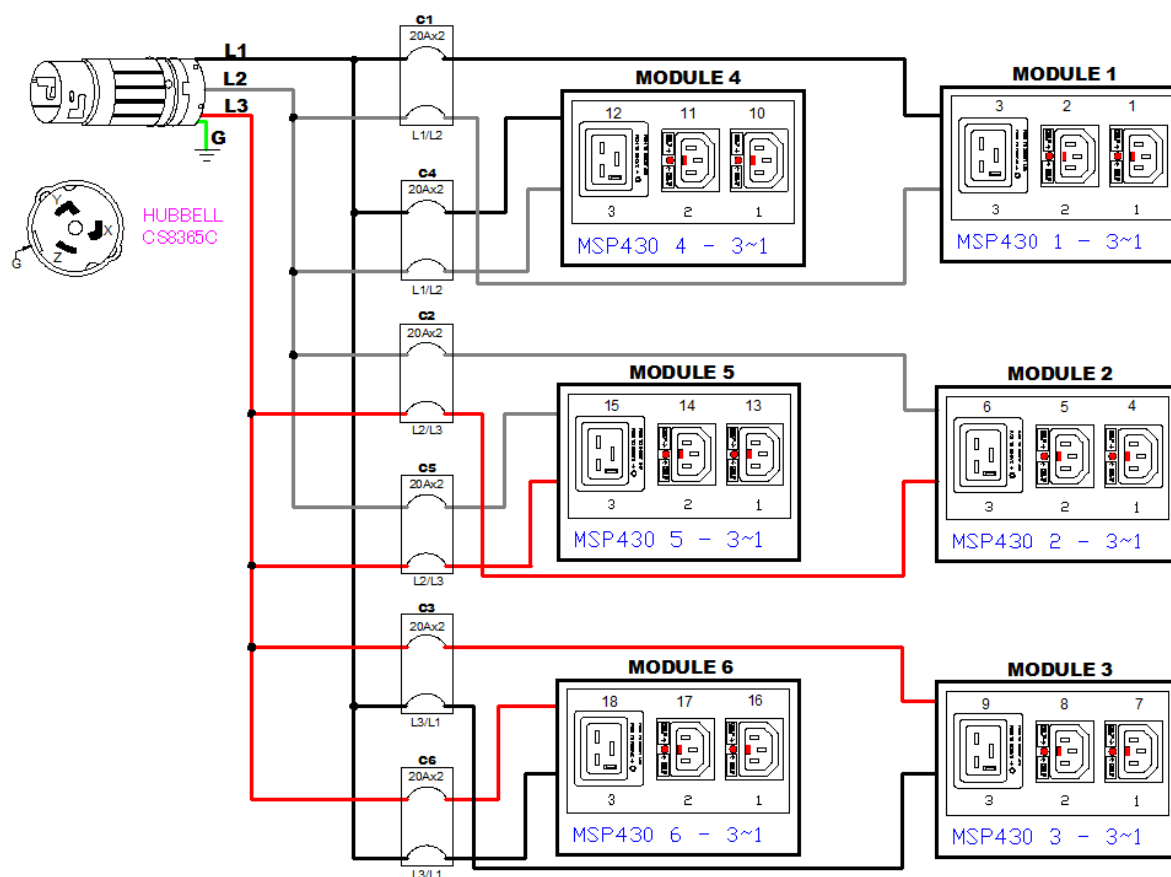 C1
20Ax2
L1/L2
L1
L2
L3
G
HUBBELL
CS8365C
Y
X
Z
G
C4
20Ax2
L1/L2
C2
20Ax2
L2/L3
C5
20Ax2
L2/L3
C3
20Ax2
L3/L1
C6
20Ax2
L3/L1
MODULE 4
12 11 10
3 2 1
MSP430 4 - 3~1
MODULE 1
3 2 1
3 2 1
MSP430 1 - 3~1
MODULE 5
15 14 13
3 2 1
MSP430 5 - 3~1
MODULE 2
6 5 4
3 2 1
MSP430 2 - 3~1
MODULE 6
18 17 16
3 2 1
MSP430 6 - 3~1
MODULE 3
9 8 7
3 2 1
MSP430 3 - 3~1